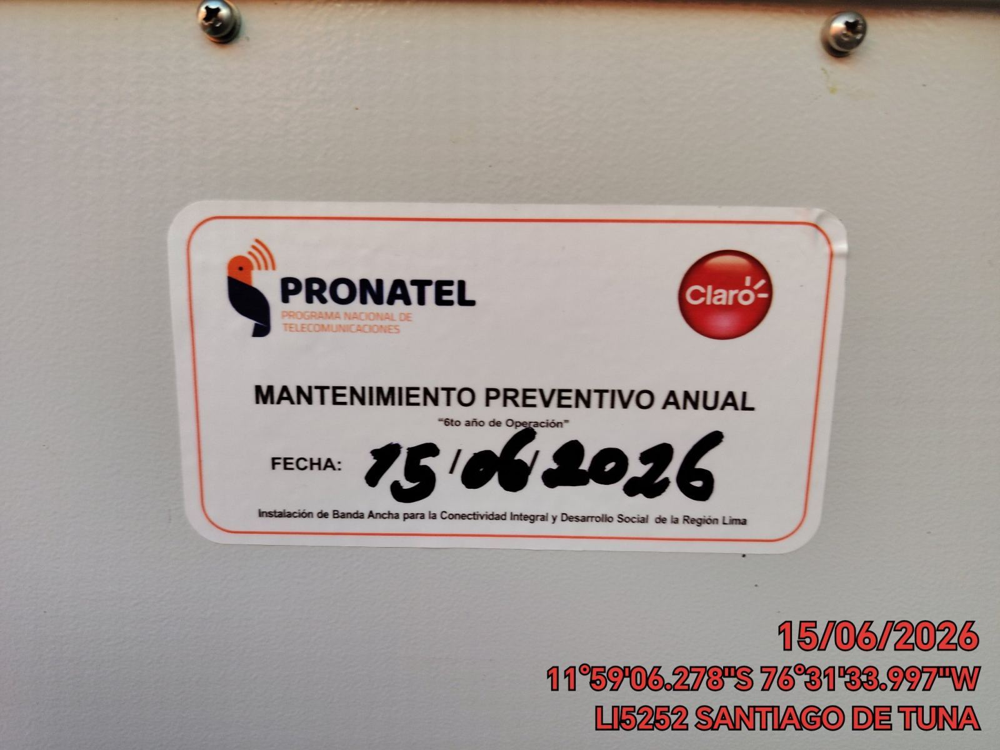 PRONATEL
PROGRAMA NACIONAL DE
TELECOMUNICACIONES
Claro
MANTENIMIENTO PREVENTIVO ANUAL
“6to año de Operación”
FECHA: 15/06/2026
Instalación de Banda Ancha para la Conectividad Integral y Desarrollo Social de la Región Lima
15/06/2026
11°59'06.278"S 76°31'33.997"W
LI5252 SANTIAGO DE TUNA